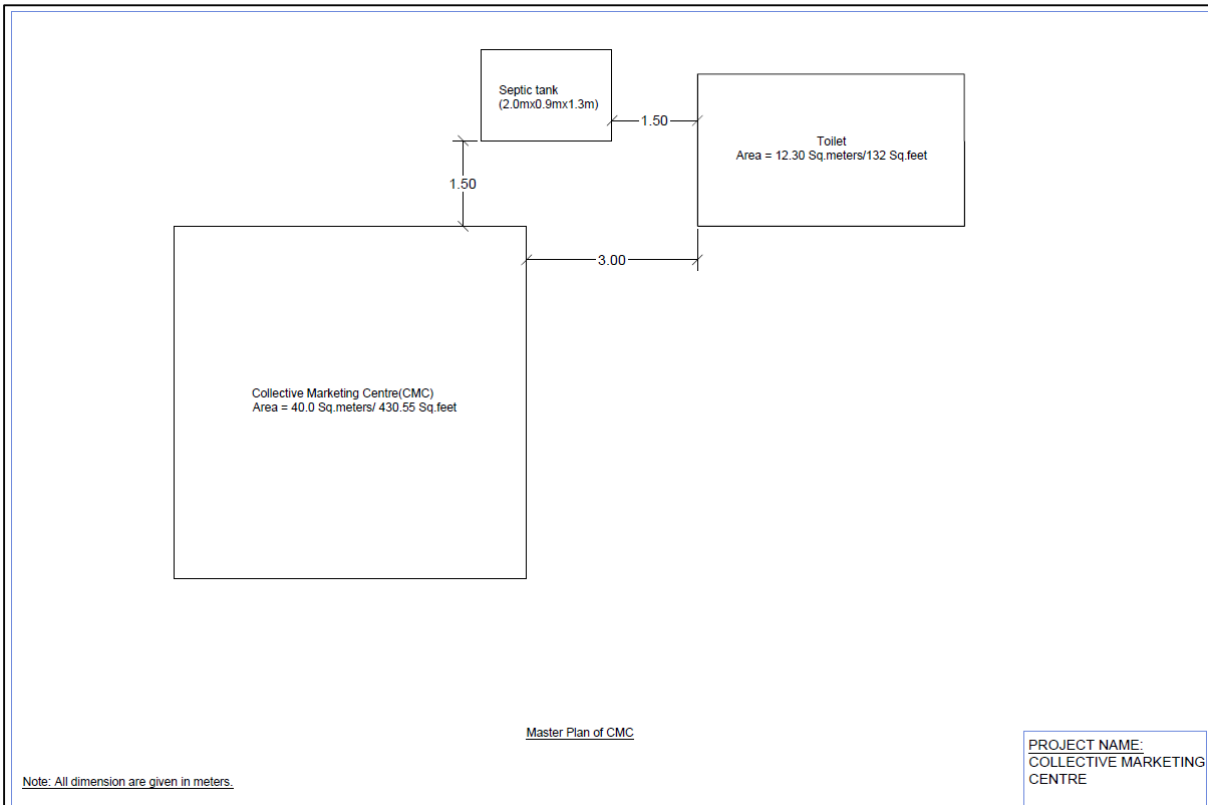 Septic tank
(2.0mx0.9mx1.3m)
1.50
Toilet
Area = 12.30 Sq.meters/132 Sq.feet
1.50
3.00
Collective Marketing Centre(CMC)
Area = 40.0 Sq.meters/ 430.55 Sq.feet
Master Plan of CMC
PROJECT NAME:
COLLECTIVE MARKETING
CENTRE
Note: All dimension are given in meters.